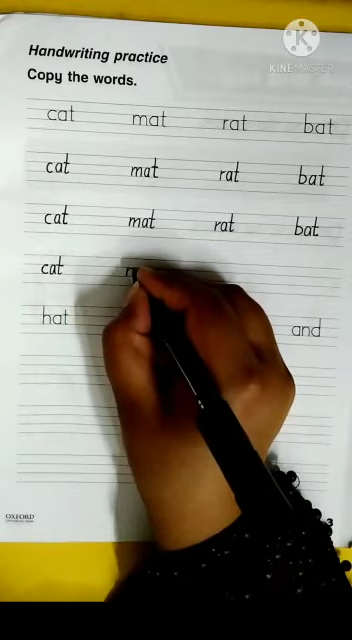 KINEMASTER
Handwriting practice
Copy the words.
cat mat rat bat
cat mat rat bat
cat mat rat bat
cat
hat and
OXFORD
3